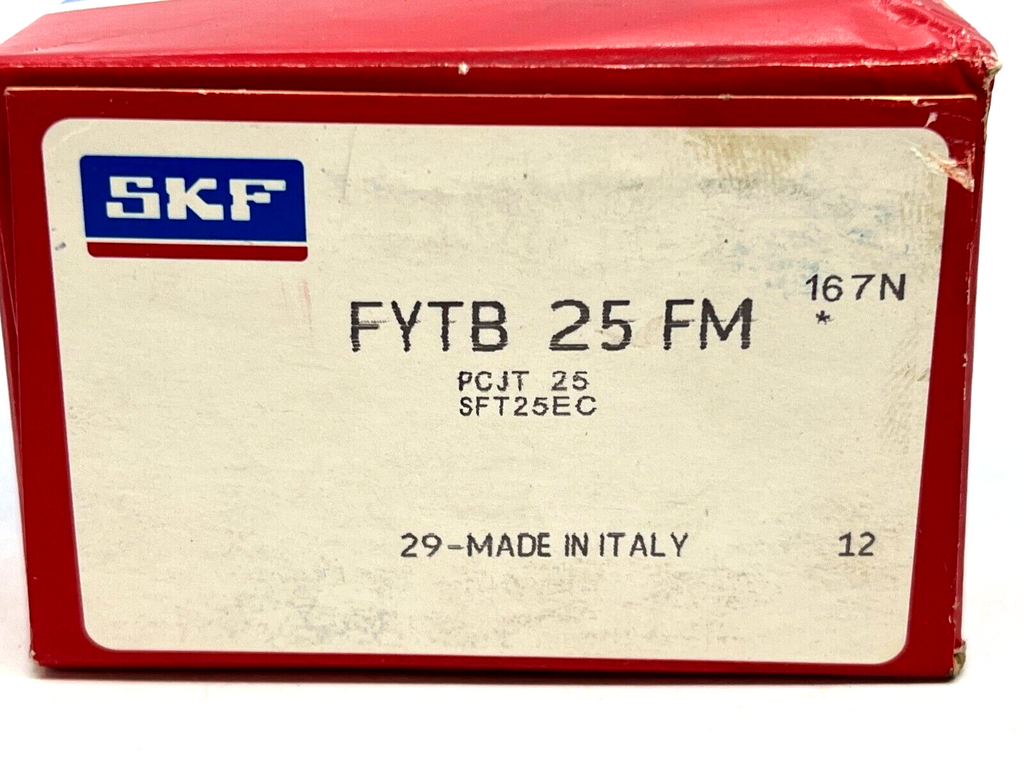 SKF
167N
FYTB 25 FM *
PCJT 25
SFT25EC
29-MADE IN ITALY 12